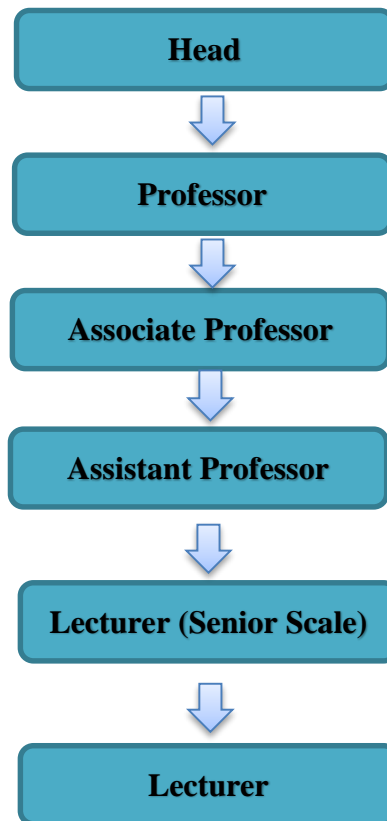 Head
Professor
Associate Professor
Assistant Professor
Lecturer (Senior Scale)
Lecturer